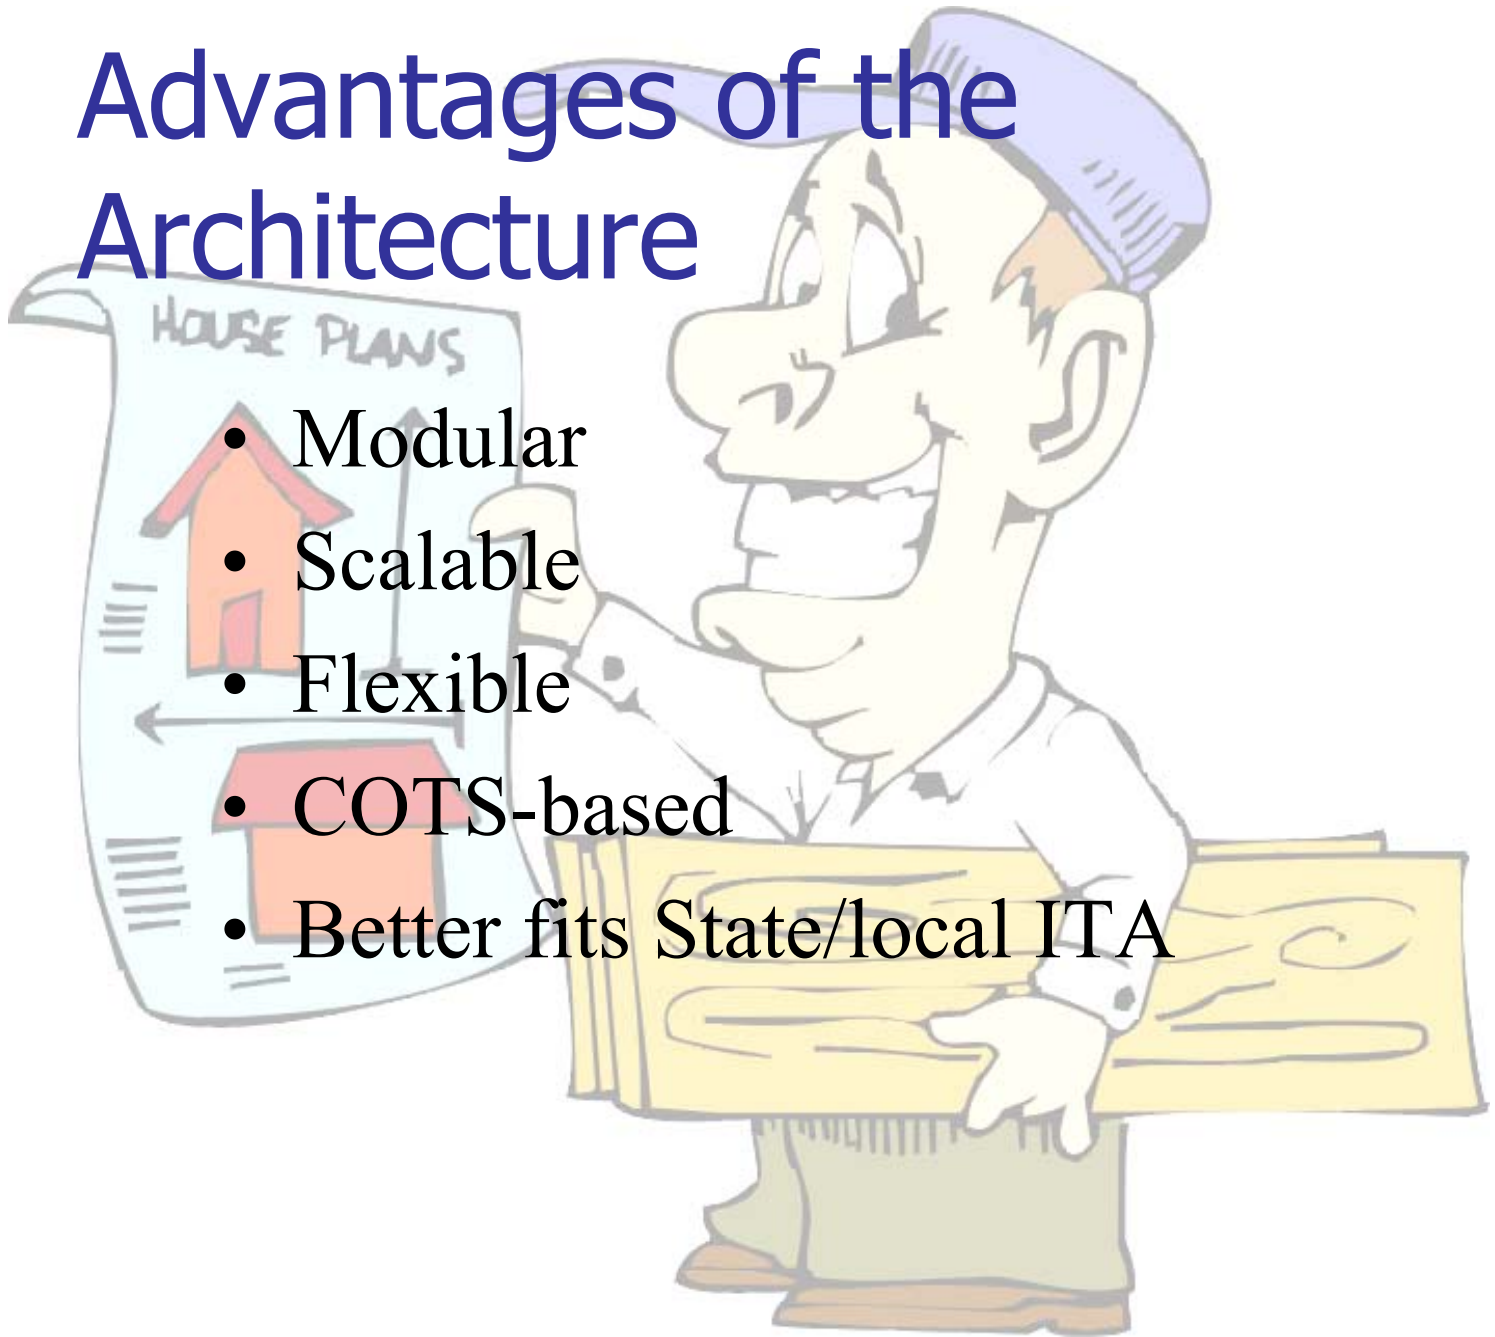 Advantages of the
Architecture
HOUSE PLANS
• Modular
• Scalable
• Flexible
• COTS-based
• Better fits State/local ITA